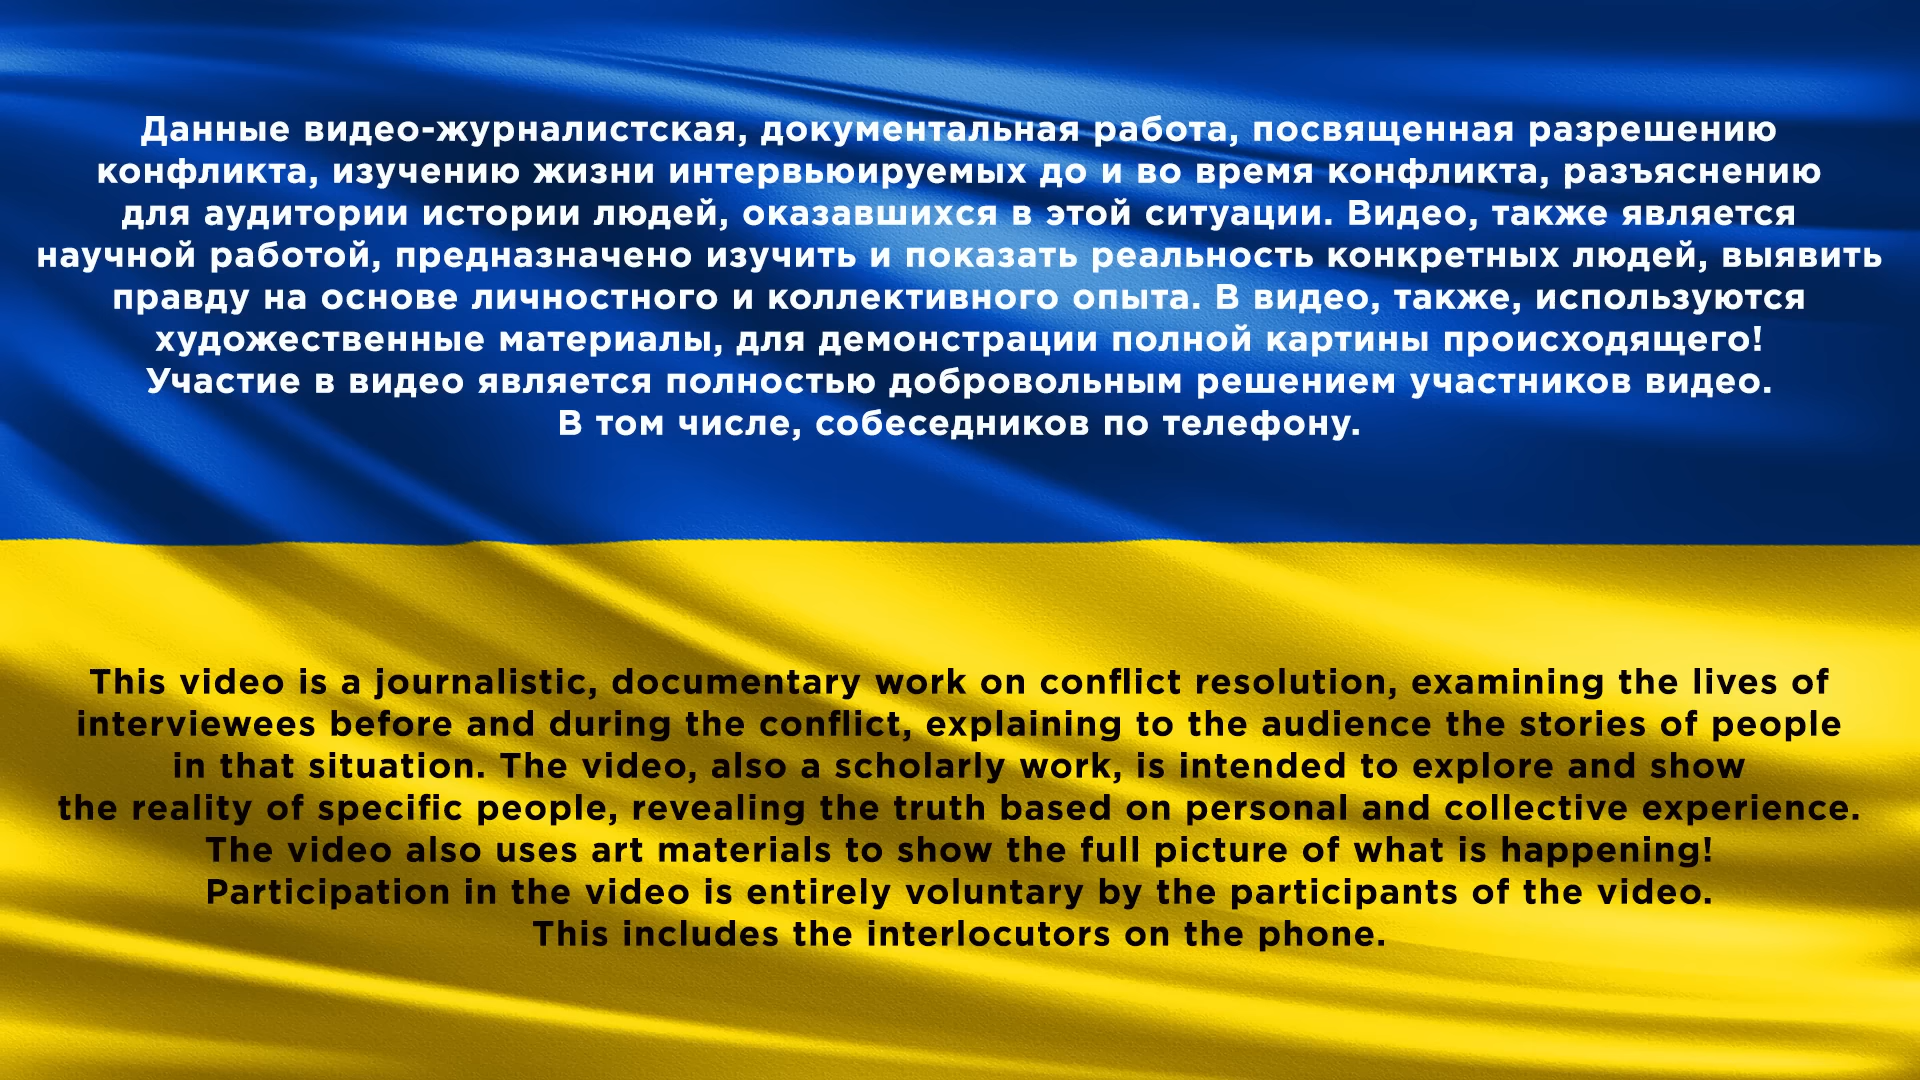 Данные видео-журналистская, документальная работа, посвященная разрешению
конфликта, изучению жизни интервьюируемых до и во время конфликта, разъяснению
для аудитории истории людей, оказавшихся в этой ситуации. Видео, также является
научной работой, предназначено изучить и показать реальность конкретных людей, выявить
правду на основе личностного и коллективного опыта. В видео, также, используются
художественные материалы, для демонстрации полной картины происходящего!
Участие в видео является полностью добровольным решением участников видео.
В том числе, собеседников по телефону.
This video is a journalistic, documentary work on conflict resolution, examining the lives of
interviewees before and during the conflict, explaining to the audience the stories of people
in that situation. The video, also a scholarly work, is intended to explore and show
the reality of specific people, revealing the truth based on personal and collective experience.
The video also uses art materials to show the full picture of what is happening!
Participation in the video is entirely voluntary by the participants of the video.
This includes the interlocutors on the phone.